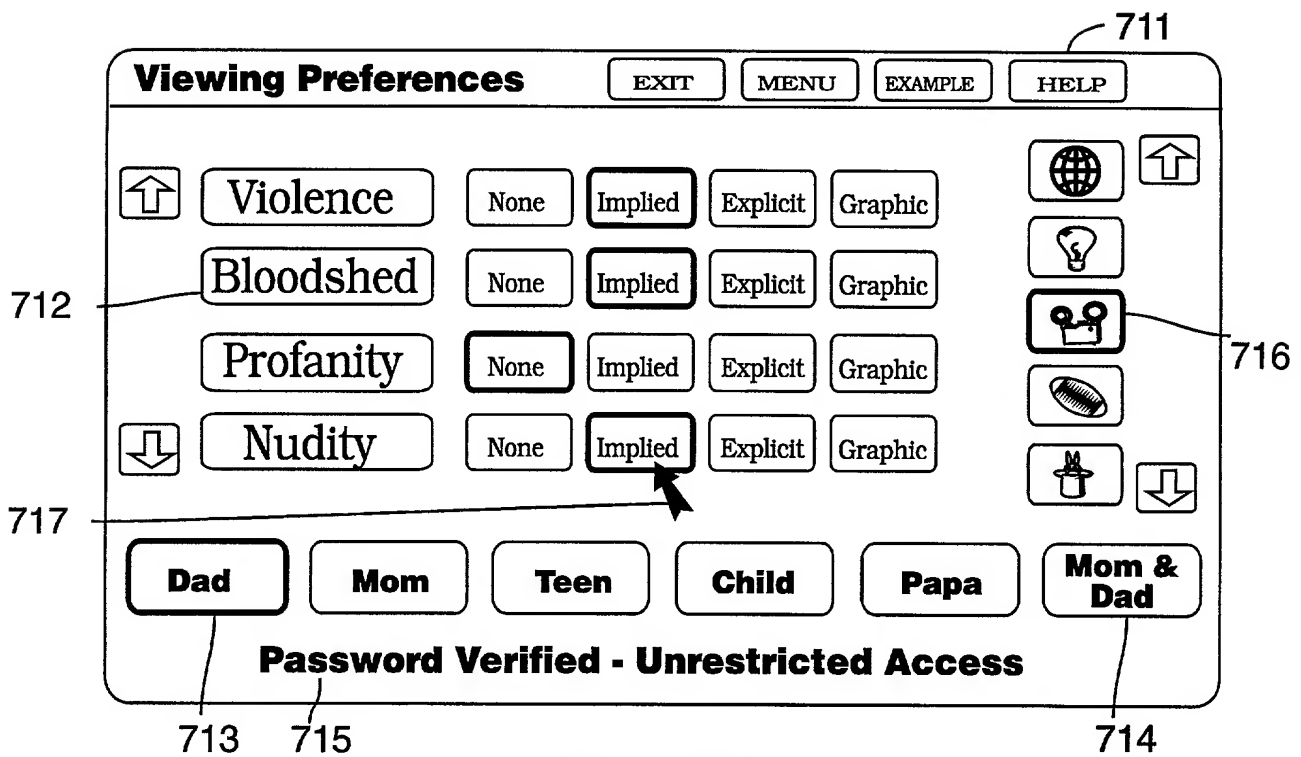 711
Viewing Preferences EXIT MENU EXAMPLE HELP
Violence None Implied Explicit Graphic
Bloodshed None Implied Explicit Graphic
712
Profanity None Implied Explicit Graphic
716
Nudity None Implied Explicit Graphic
717
Dad Mom Teen Child Papa Mom &
Dad
Password Verified - Unrestricted Access
713 715 714